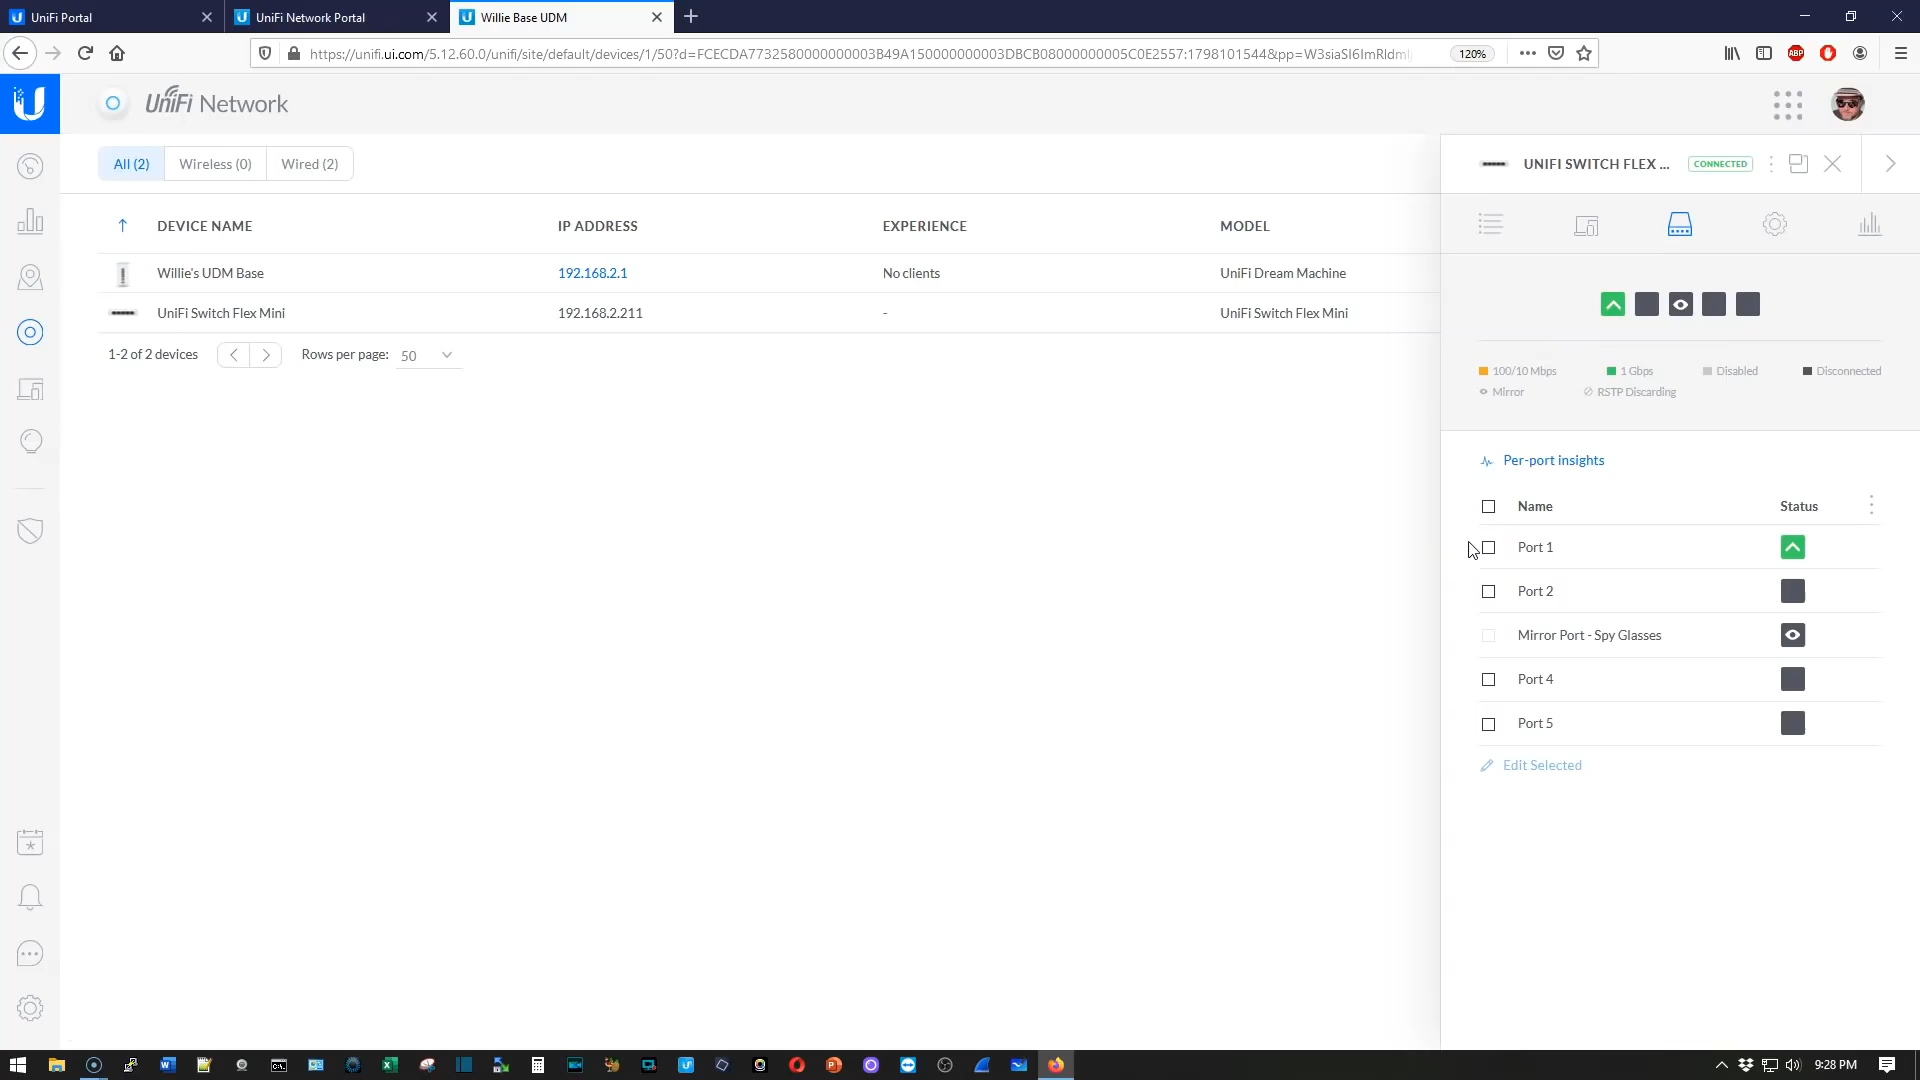 UniFi Portal
UniFi Network Portal
Willie Base UDM
https://unifi.ui.com/5.12.60.0/unifi/site/default/devices/1/50?d=FCECDA7732580000000003B49A150000000003DBCB08000000005C0E2557:1798101544&pp=W3siaSI6ImRldm
120%
ABP
UniFi Network
All (2)
Wireless (0)
Wired (2)
UNIFI SWITCH FLEX ...
CONNECTED
DEVICE NAME
IP ADDRESS
EXPERIENCE
MODEL
Willie's UDM Base
192.168.2.1
No clients
UniFi Dream Machine
UniFi Switch Flex Mini
192.168.2.211
-
UniFi Switch Flex Mini
1-2 of 2 devices
Rows per page:
50
100/10 Mbps
1 Gbps
Disabled
Disconnected
Mirror
RSTP Discarding
Per-port insights
Name
Status
Port 1
Port 2
Mirror Port - Spy Glasses
Port 4
Port 5
Edit Selected
9:28 PM